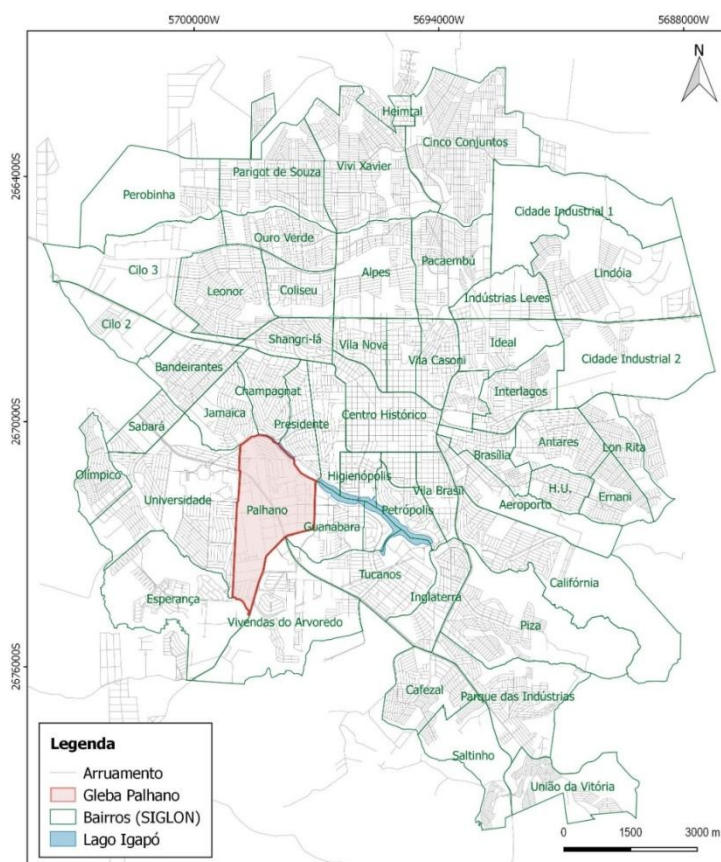 5700000W
5694000W
5688000W
N
Heimtal
Cinco Conjuntos
Vivi Xavier
2664000S
Parigot de Souza
Perobinha
Cidade Industrial 1
Ouro Verde
Pacaembú
Cilo 3
Alpes
Lindóia
Leonor
Coliseu
Indústrias Leves
Cilo 2
Shangri-lá
Vila Nova
Ideal
Vila Casoni
Cidade Industrial 2
Bandeirantes
Champagnat
Interlagos
Jamaica
Centro Histórico
2670000S
Sabará
Presidente
Antares
Lon Rita
Brasília
Olímpico
Higienópolis
H.U.
Universidade
Vila Brasil
Ernani
Palhano
Petrópolis
Aeroporto
Guanabara
Tucanos
Califórnia
Esperança
Inglaterra
Vivendas do Arvoredo
Piza
2676000S
Cafezal
Parque das Indústrias
Saltinho
União da Vitória
Legenda
Arruamento
Gleba Palhano
Bairros (SIGLON)
Lago Igapó
0 1500 3000 m